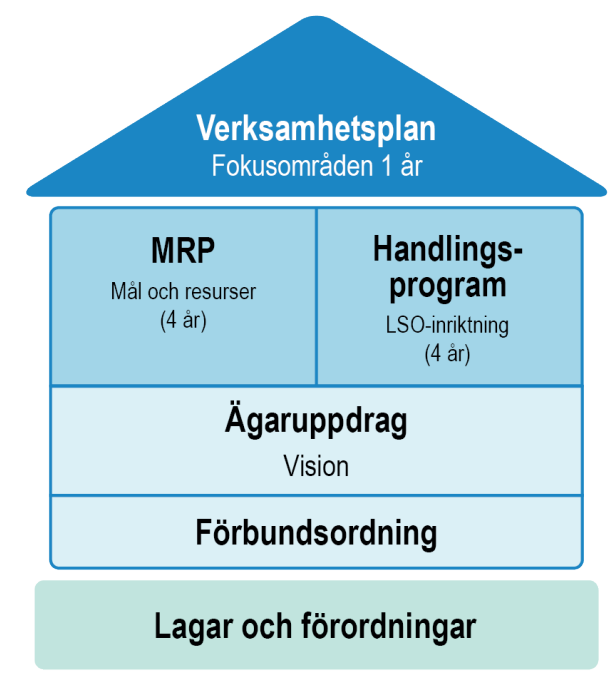 Verksamhetsplan
Fokusområden 1 år
MRP
Mål och resurser
(4 år)
Handlings-
program
LSO-inriktning
(4 år)
Ägaruppdrag
Vision
Förbundsordning
Lagar och förordningar